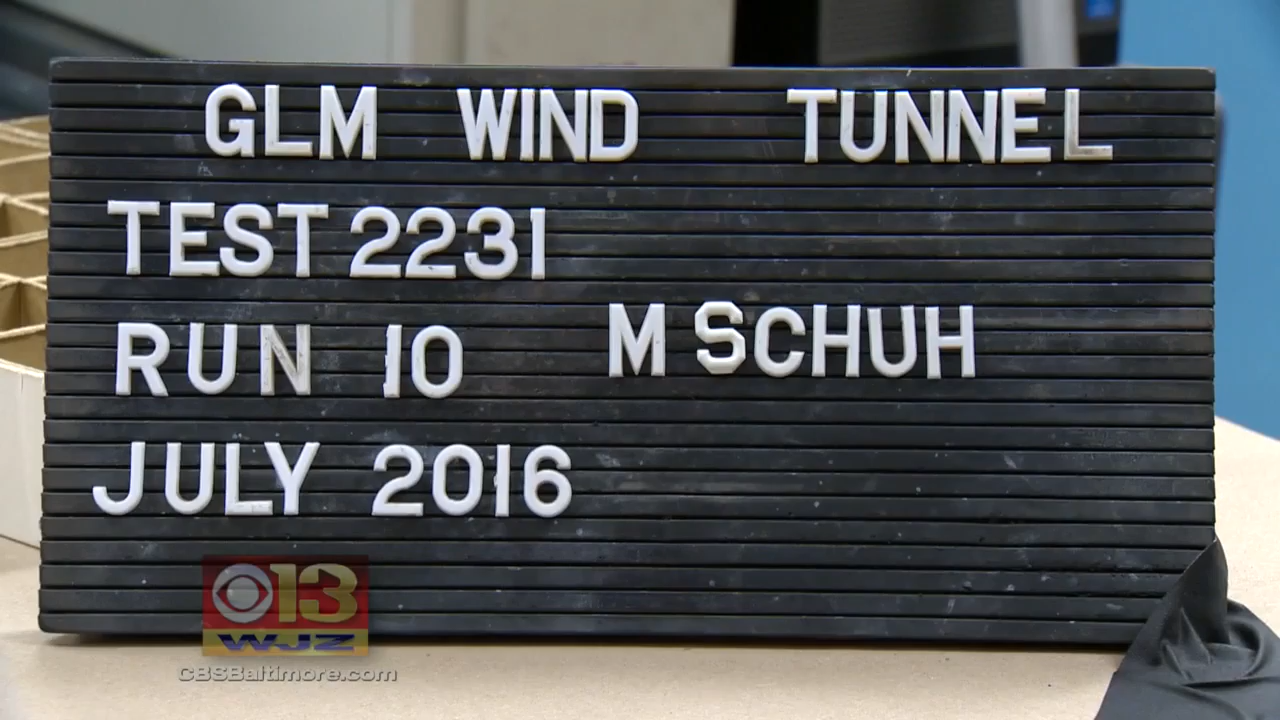 GLM WIND TUNNEL
TEST 2231
RUN 10 M SCHUH
JULY 2016
13
WJZ
CBSBaltimore.com